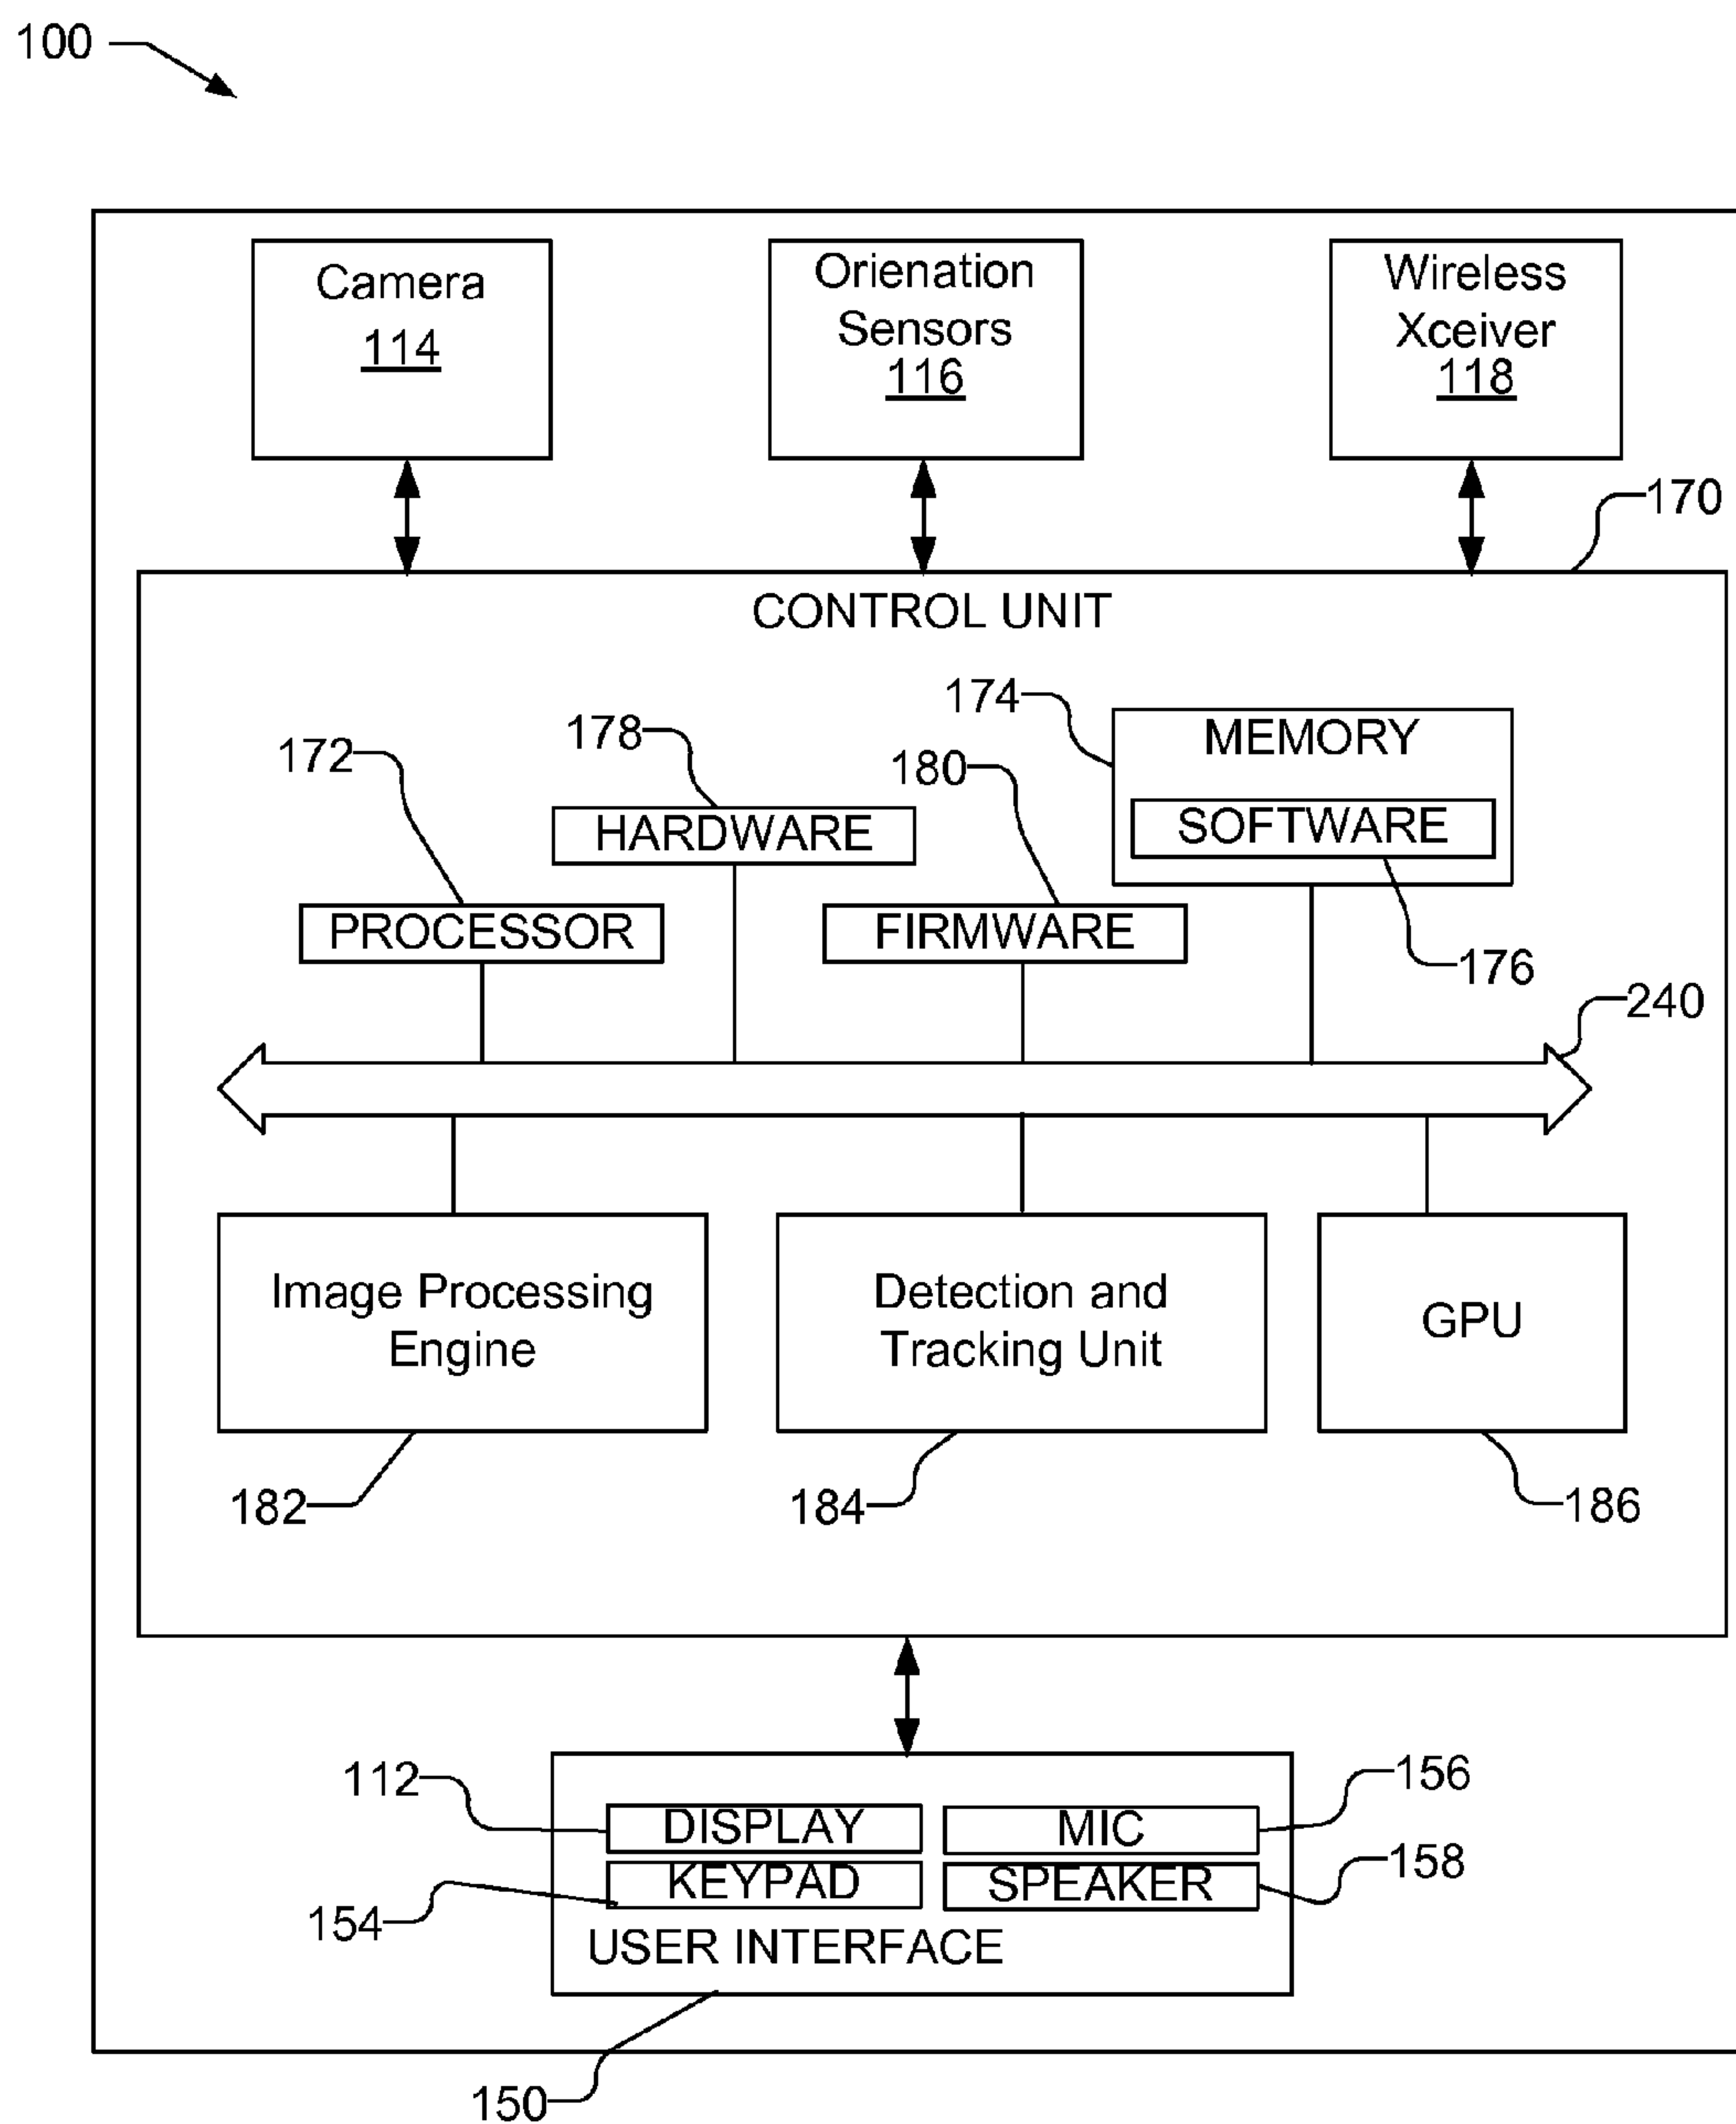 100
Camera
114
Orienation
Sensors
116
Wireless
Xceiver
118
170
CONTROL UNIT
174
MEMORY
178
172
180
HARDWARE
SOFTWARE
PROCESSOR
FIRMWARE
176
240
Image Processing
Engine
Detection and
Tracking Unit
GPU
182
184
186
112
DISPLAY
MIC
156
KEYPAD
SPEAKER
158
154
USER INTERFACE
150